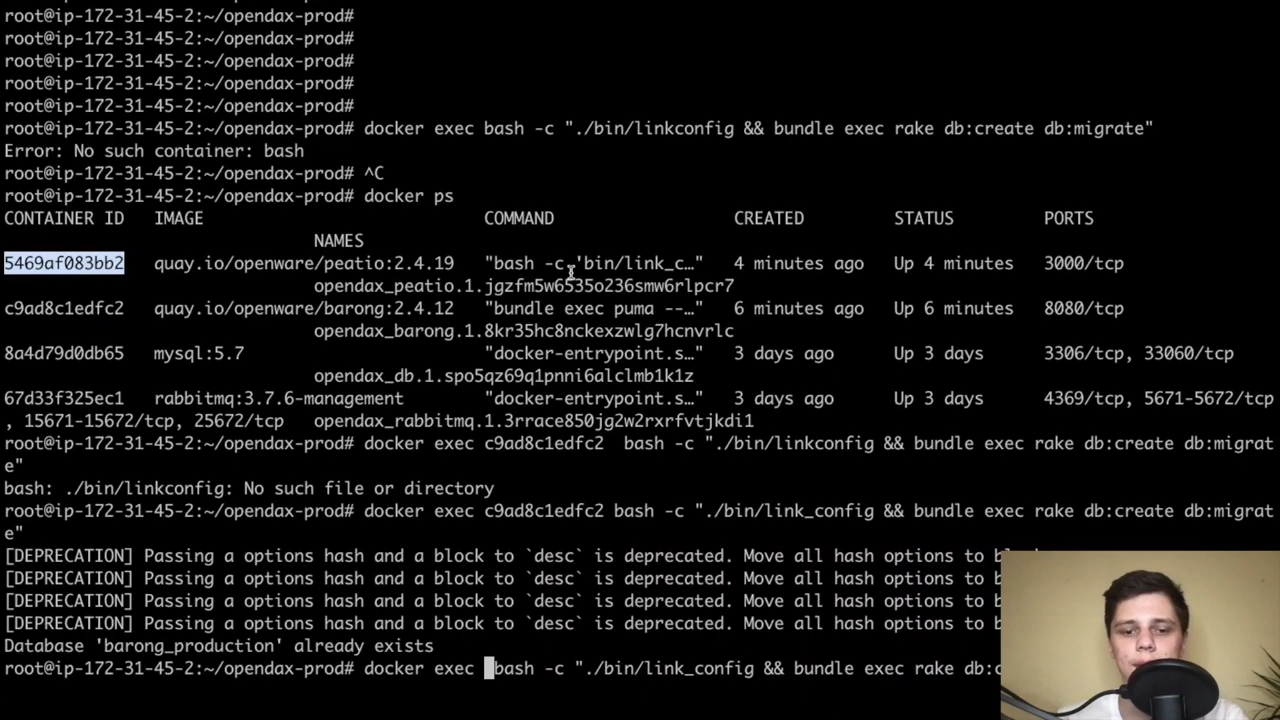 root@ip-172-31-45-2:~/opendax-prod#
root@ip-172-31-45-2:~/opendax-prod#
root@ip-172-31-45-2:~/opendax-prod#
root@ip-172-31-45-2:~/opendax-prod#
root@ip-172-31-45-2:~/opendax-prod#
root@ip-172-31-45-2:~/opendax-prod# docker exec bash -c "./bin/linkconfig && bundle exec rake db:create db:migrate"
Error: No such container: bash
root@ip-172-31-45-2:~/opendax-prod# ^C
root@ip-172-31-45-2:~/opendax-prod# docker ps
CONTAINER ID IMAGE COMMAND CREATED STATUS PORTS
NAMES
5469af083bb2 quay.io/openware/peatio:2.4.19 "bash -c 'bin/link_c…" 4 minutes ago Up 4 minutes 3000/tcp
opendax_peatio.1.jgzfm5w6535o236smw6rlpcr7
c9ad8c1edfc2 quay.io/openware/barong:2.4.12 "bundle exec puma --…" 6 minutes ago Up 6 minutes 8080/tcp
opendax_barong.1.8kr35hc8nckexzwlg7hcnvrlc
8a4d79d0db65 mysql:5.7 "docker-entrypoint.s…" 3 days ago Up 3 days 3306/tcp, 33060/tcp
opendax_db.1.spo5qz69q1pnni6alclmb1k1z
67d33f325ec1 rabbitmq:3.7.6-management "docker-entrypoint.s…" 3 days ago Up 3 days 4369/tcp, 5671-5672/tcp
, 15671-15672/tcp, 25672/tcp opendax_rabbitmq.1.3rrace850jg2w2rxrfvtjkdi1
root@ip-172-31-45-2:~/opendax-prod# docker exec c9ad8c1edfc2 bash -c "./bin/linkconfig && bundle exec rake db:create db:migrat
e"
bash: ./bin/linkconfig: No such file or directory
root@ip-172-31-45-2:~/opendax-prod# docker exec c9ad8c1edfc2 bash -c "./bin/link_config && bundle exec rake db:create db:migrat
e"
[DEPRECATION] Passing a options hash and a block to `desc` is deprecated. Move all hash options to
[DEPRECATION] Passing a options hash and a block to `desc` is deprecated. Move all hash options to
[DEPRECATION] Passing a options hash and a block to `desc` is deprecated. Move all hash options to
[DEPRECATION] Passing a options hash and a block to `desc` is deprecated. Move all hash options to
Database 'barong_production' already exists
root@ip-172-31-45-2:~/opendax-prod# docker exec bash -c "./bin/link_config && bundle exec rake